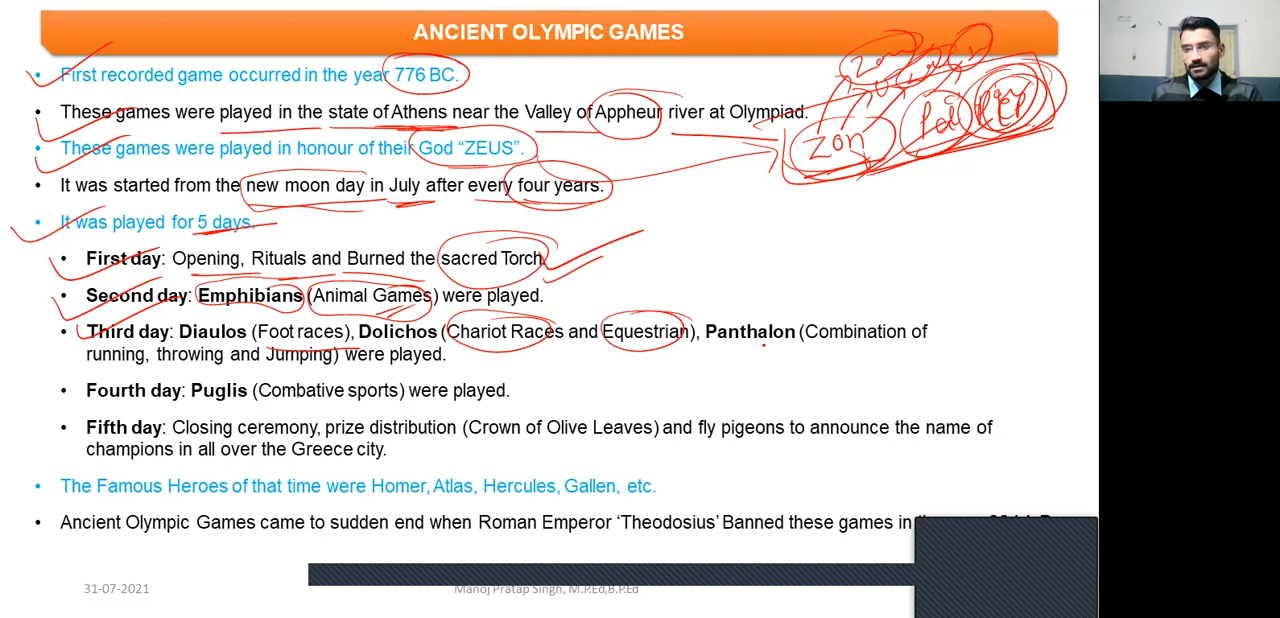 ANCIENT OLYMPIC GAMES
• First recorded game occurred in the year 776 BC.
• These games were played in the state of Athens near the Valley of Appheur river at Olympiad.
• These games were played in honour of their God “ZEUS”.
• It was started from the new moon day in July after every four years.
• It was played for 5 days.
• First day: Opening, Rituals and Burned the sacred Torch
• Second day: Emphibians (Animal Games) were played.
• Third day: Diaulos (Foot races), Dolichos (Chariot Races and Equestrian), Panthalon (Combination of
running, throwing and Jumping) were played.
• Fourth day: Puglis (Combative sports) were played.
• Fifth day: Closing ceremony, prize distribution (Crown of Olive Leaves) and fly pigeons to announce the name of
champions in all over the Greece city.
• The Famous Heroes of that time were Homer, Atlas, Hercules, Gallen, etc.
• Ancient Olympic Games came to sudden end when Roman Emperor ‘Theodosius’ Banned these games in
31-07-2021
Manoj Pratap Singh, M.P.Ed,B.P.Ed
zon